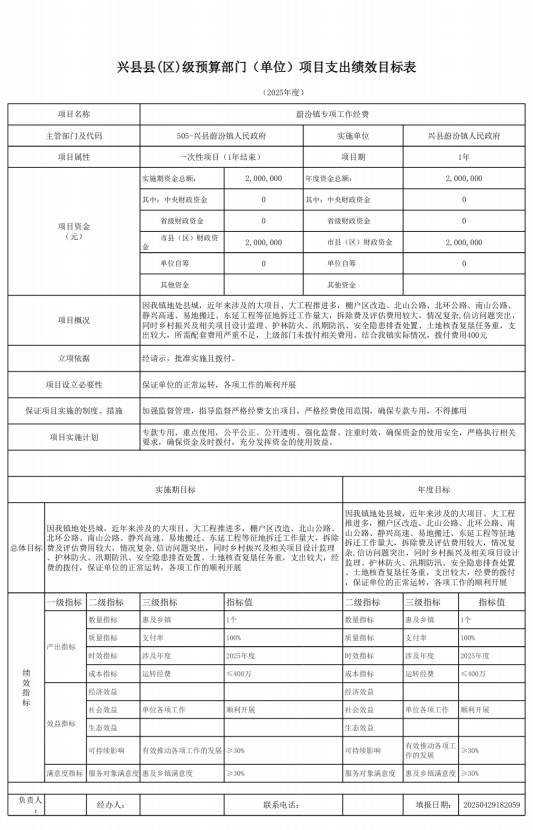 兴县县(区)级预算部门（单位）项目支出绩效目标表
（2025年度）
项目名称 蔚汾镇专项工作经费
主管部门及代码 505-兴县蔚汾镇人民政府 实施单位 兴县蔚汾镇人民政府
项目属性 一次性项目（1年结束） 项目期 1年
项目资金
（元）
实施期资金总额： 2,000,000 年度资金总额： 2,000,000
其中：中央财政资金 0 其中：中央财政资金 0
省级财政资金 0 省级财政资金 0
市县（区）财政资金 2,000,000 市县（区）财政资金 2,000,000
单位自筹 0 单位自筹 0
其他资金 其他资金
项目概况
因我镇地处县城，近年来涉及的大项目、大工程推进多，棚户区改造、北山公路、北环公路、南山公路、
静兴高速、易地搬迁、东延工程等征地拆迁工作量大，拆除费及评估费用较大，情况复杂,信访问题突出，
同时乡村振兴及相关项目设计监理、护林防火、汛期防汛、安全隐患排查处置、土地核查复垦任务重，支
出较大，所需配套费用严重不足，上级部门未拨付相关费用。结合我镇实际情况，拨付费用400元
立项依据 经请示，批准实施且拨付。
项目设立必要性 保证单位的正常运转，各项工作的顺利开展
保证项目实施的制度、措施 加强监督管理，指导监督严格经费支出项目，严格经费使用范围，确保专款专用，不得挪用
项目实施计划
专款专用、重点使用，公平公正、公开透明、强化监督、注重时效，确保资金的使用安全，严格执行相关
要求，确保资金及时拨付，充分发挥资金的使用效益。
实施期目标 年度目标
总体目标
因我镇地处县城，近年来涉及的大项目、大工程推进多，棚户区改造、北山公路、
北环公路、南山公路、静兴高速、易地搬迁、东延工程等征地拆迁工作量大，拆除
费及评估费用较大，情况复杂,信访问题突出，同时乡村振兴及相关项目设计监理
、护林防火、汛期防汛、安全隐患排查处置、土地核查复垦任务重，支出较大，经
费的拨付，保证单位的正常运转，各项工作的顺利开展
因我镇地处县城，近年来涉及的大项目、大工程
推进多，棚户区改造、北山公路、北环公路、南
山公路、静兴高速、易地搬迁、东延工程等征地
拆迁工作量大，拆除费及评估费用较大，情况复
杂,信访问题突出，同时乡村振兴及相关项目设计
监理、护林防火、汛期防汛、安全隐患排查处置
、土地核查复垦任务重，支出较大，经费的拨付
，保证单位的正常运转，各项工作的顺利开展
绩效指标
一级指标 二级指标 三级指标 指标值 二级指标 三级指标 指标值
产出指标
数量指标 惠及乡镇 1个 数量指标 惠及乡镇 1个
质量指标 支付率 100% 质量指标 支付率 100%
时效指标 涉及年度 2025年度 时效指标 涉及年度 2025年度
成本指标 运转经费 ≤400万 成本指标 运转经费 ≤400万
效益指标
经济效益 经济效益
社会效益 单位各项工作 顺利开展 社会效益 单位各项工作 顺利开展
生态效益 生态效益
可持续影响 有效推动各项工作的发展 ≥30% 可持续影响 有效推动各项工作的发展 ≥30%
满意度指标 服务对象满意度 惠及乡镇满意度 ≥30% 服务对象满意度 惠及乡镇满意度 ≥30%
负责人： 经办人： 联系电话： 填报日期： 20250429182059